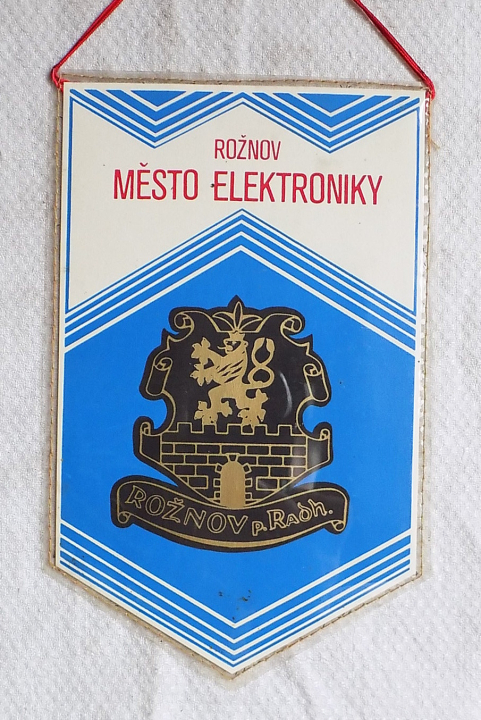 ROŽNOV
MĚSTO ELEKTRONIKY
ROŽNOV p. RADh.